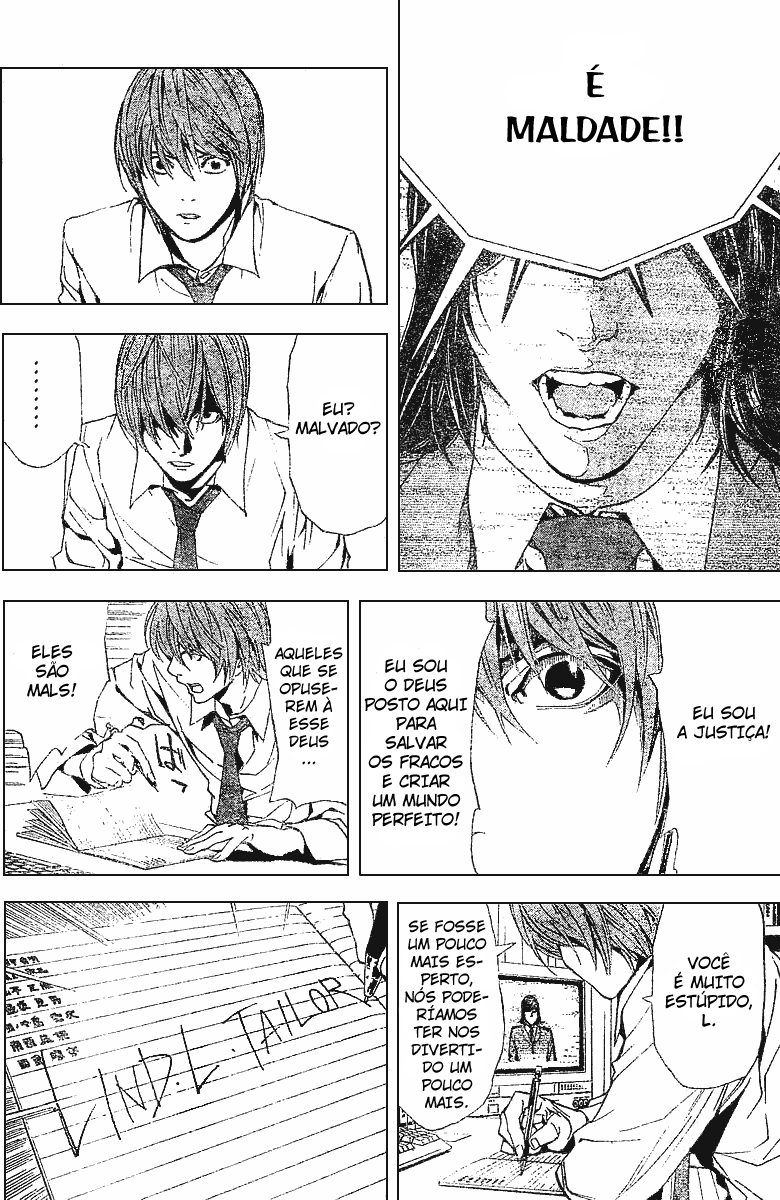 É
MALDADE!!
EU?
MALVADO?
........
EU SOU
A JUSTIÇA!
EU SOU
O DEUS
POSTO AQUI
PARA
SALVAR
OS FRACOS
E CRIAR
UM MUNDO
PERFEITO!
AQUELES
QUE SE
OPUSE-
REM À
ESSE
DEUS
...
ELES
SÃO
MALS!
VOCÊ
É MUITO
ESTÚPIDO,
L.
SE FOSSE
UM POUCO
MAIS ES-
PERTO,
NÓS PODE-
RÍAMOS
TER NOS
DIVERTI-
DO UM
POUCO
MAIS.
LIND.L.TAILOR